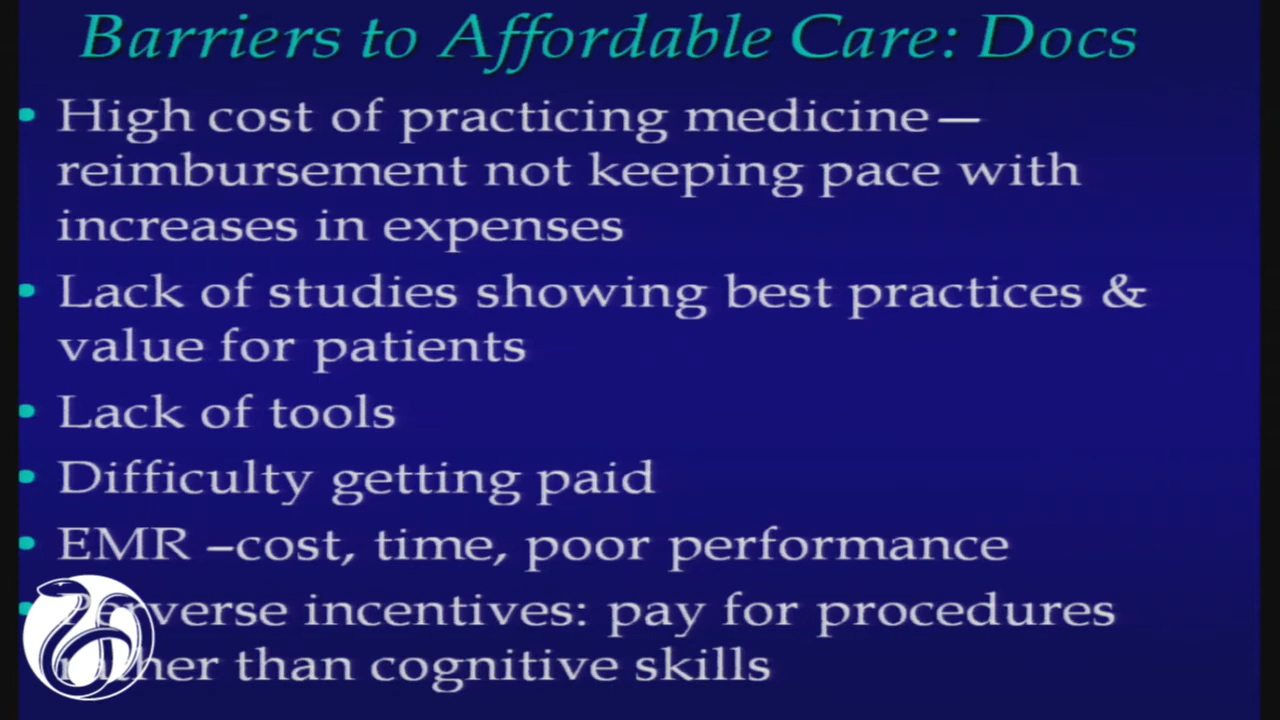 Barriers to Affordable Care: Docs
• High cost of practicing medicine—
reimbursement not keeping pace with
increases in expenses
• Lack of studies showing best practices &
value for patients
• Lack of tools
• Difficulty getting paid
• EMR –cost, time, poor performance
• Perverse incentives: pay for procedures
rather than cognitive skills